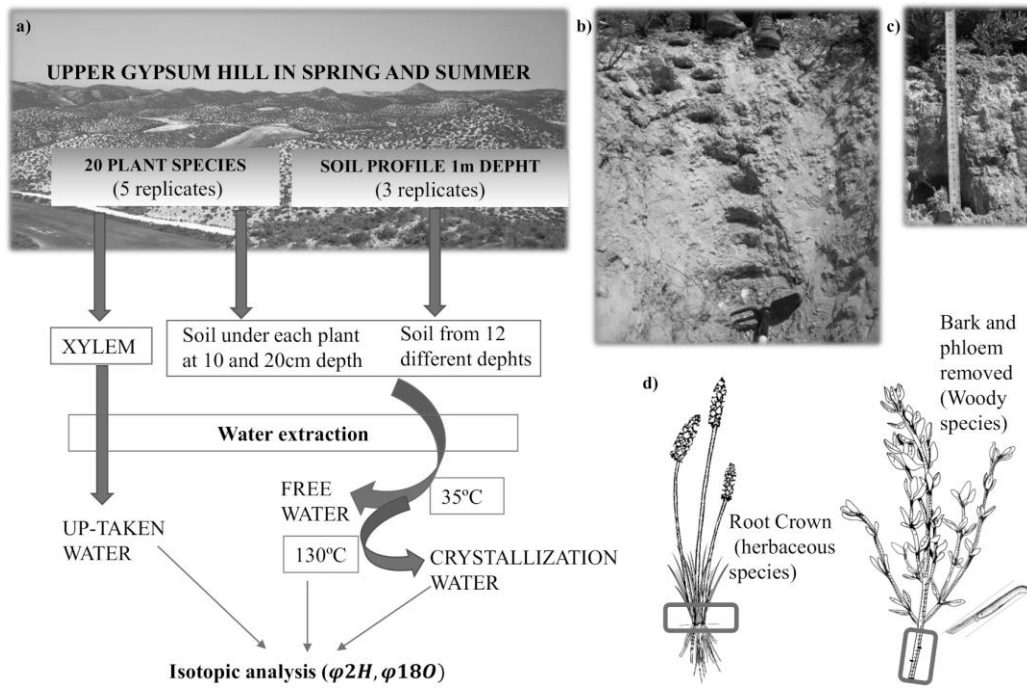 a)
UPPER GYPSUM HILL IN SPRING AND SUMMER
20 PLANT SPECIES
(5 replicates)
SOIL PROFILE 1m DEPHT
(3 replicates)
XYLEM
Soil under each plant
at 10 and 20cm depth
Soil from 12
different dephts
Water extraction
35ºC
FREE
WATER
130ºC
UP-TAKEN
WATER
CRYSTALLIZATION
WATER
Isotopic analysis (φ2H, φ18O)
b)
c)
d)
Root Crown
(herbaceous
species)
Bark and
phloem
removed
(Woody
species)